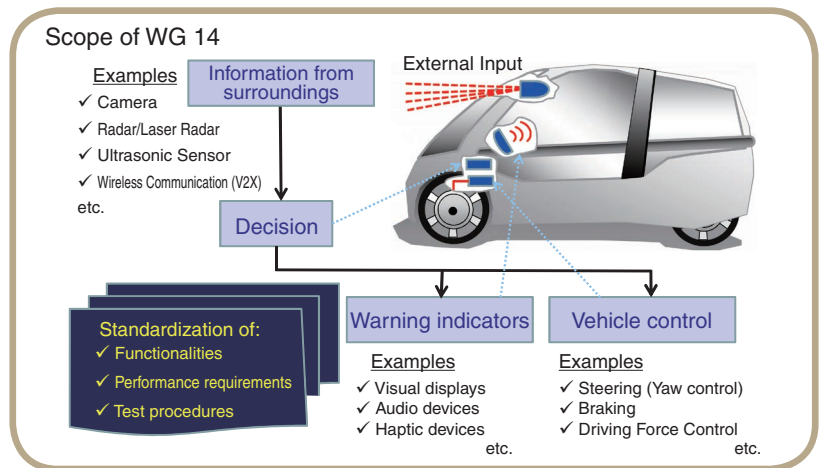 Scope of WG 14
Examples
✓ Camera
✓ Radar/Laser Radar
✓ Ultrasonic Sensor
✓ Wireless Communication (V2X)
etc.
Information from
surroundings
External Input
Decision
Standardization of:
✓ Functionalities
✓ Performance requirements
✓ Test procedures
Warning indicators
Examples
✓ Visual displays
✓ Audio devices
✓ Haptic devices
etc.
Vehicle control
Examples
✓ Steering (Yaw control)
✓ Braking
✓ Driving Force Control
etc.